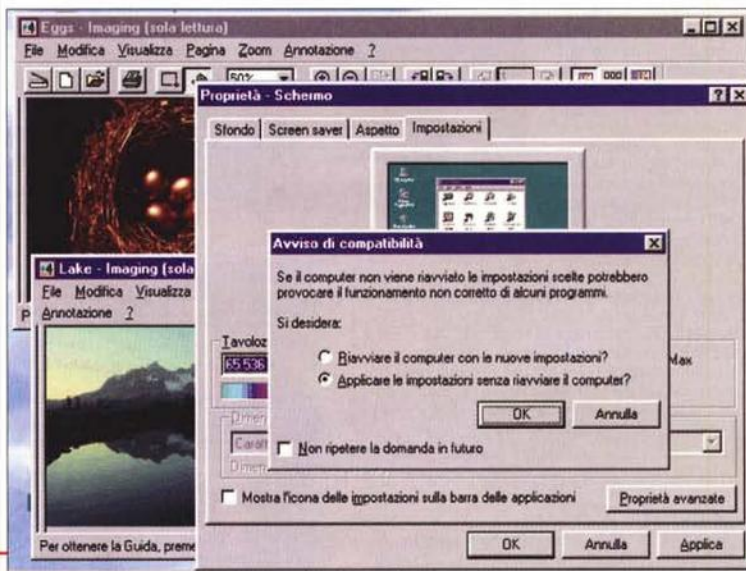 Eggs - Imaging (sola lettura)
File Modifica Visualizza Pagina Zoom Annotazione ?
50%
Proprietà - Schermo
Sfondo Screen saver Aspetto Impostazioni
Avviso di compatibilità
Se il computer non viene riavviato le impostazioni scelte potrebbero
provocare il funzionamento non corretto di alcuni programmi.
Si desidera:
Riavviare il computer con le nuove impostazioni?
Applicare le impostazioni senza riavviare il computer?
OK Annulla
Non ripetere la domanda in futuro
Lake - Imaging (sola
File Modifica Visualizza
Annotazione ?
65.536
Max
Mostra l'icona delle impostazioni sulla barra delle applicazioni
Proprietà avanzate
Per ottenere la Guida, preme
OK Annulla Applica